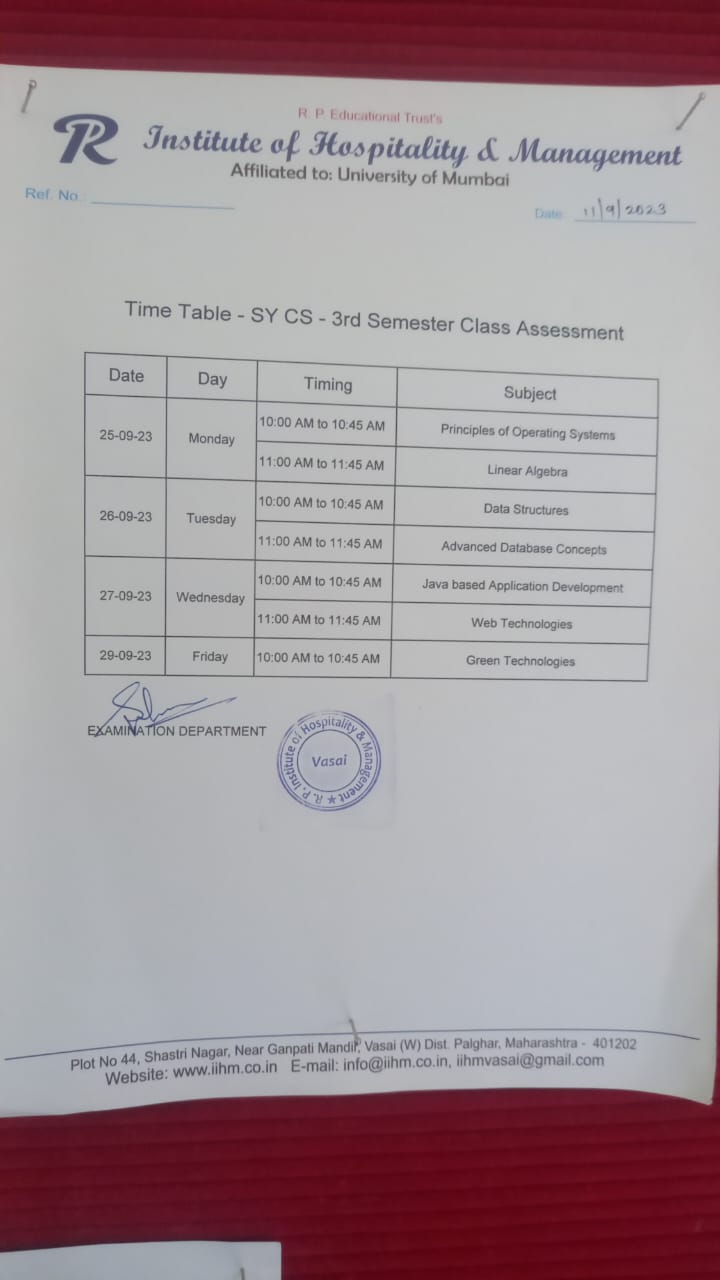 R. P. Educational Trust's
R Institute of Hospitality & Management
Affiliated to: University of Mumbai
Ref. No.:
Date: 11/9/2023
Time Table - SY CS - 3rd Semester Class Assessment
Date Day Timing Subject
25-09-23 Monday 10:00 AM to 10:45 AM Principles of Operating Systems
11:00 AM to 11:45 AM Linear Algebra
26-09-23 Tuesday 10:00 AM to 10:45 AM Data Structures
11:00 AM to 11:45 AM Advanced Database Concepts
27-09-23 Wednesday 10:00 AM to 10:45 AM Java based Application Development
11:00 AM to 11:45 AM Web Technologies
29-09-23 Friday 10:00 AM to 10:45 AM Green Technologies
EXAMINATION DEPARTMENT
R. P. Institute of Hospitality & Management
Vasai
Plot No 44, Shastri Nagar, Near Ganpati Mandir, Vasai (W) Dist. Palghar, Maharashtra - 401202
Website: www.iihm.co.in E-mail: info@iihm.co.in, iihmvasai@gmail.com